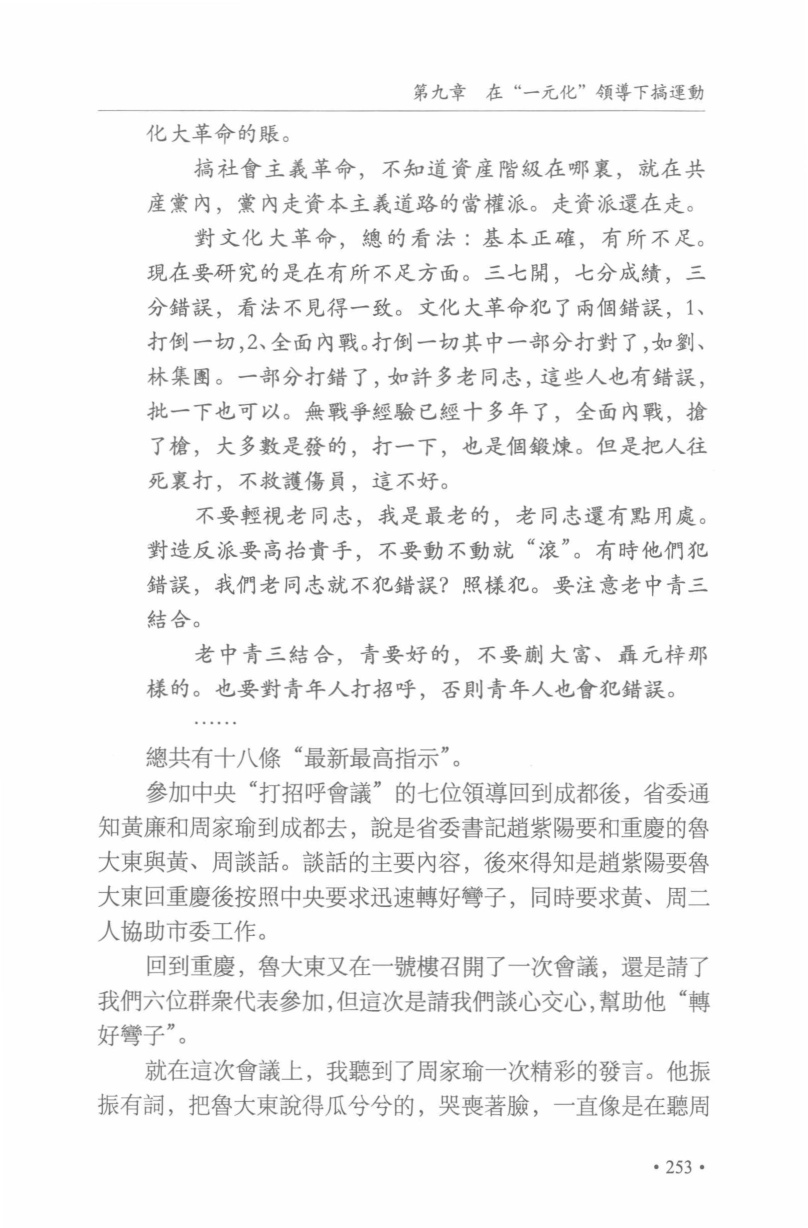 第九章　在“一元化”領導下搞運動
化大革命的賬。
搞社會主義革命，不知道資産階級在哪裏，就在共
産黨內，黨內走資本主義道路的當權派。走資派還在走。
對文化大革命，總的看法：基本正確，有所不足。
現在要研究的是在有所不足方面。三七開，七分成績，三
分錯誤，看法不見得一致。文化大革命犯了兩個錯誤，1、
打倒一切,2、全面內戰。打倒一切其中一部分打對了,如劉、
林集團。一部分打錯了,如許多老同志,這些人也有錯誤,
批一下也可以。無戰爭經驗已經十多年了，全面內戰，搶
了槍，大多數是發的，打一下，也是個鍛煉。但是把人往
死裏打，不救護傷員，這不好。
不要輕視老同志，我是最老的，老同志還有點用處。
對造反派要高抬貴手，不要動不動就“滾”。有時他們犯
錯誤，我們老同志就不犯錯誤？照樣犯。要注意老中青三
結合。
老中青三結合，青要好的，不要蒯大富、聶元梓那
樣的。也要對青年人打招呼，否則青年人也會犯錯誤。
……
總共有十八條“最新最高指示”。
參加中央“打招呼會議”的七位領導回到成都後，省委通
知黃廉和周家瑜到成都去，說是省委書記趙紫陽要和重慶的魯
大東與黃、周談話。談話的主要內容，後來得知是趙紫陽要魯
大東回重慶後按照中央要求迅速轉好彎子，同時要求黃、周二
人協助市委工作。
回到重慶，魯大東又在一號樓召開了一次會議，還是請了
我們六位群衆代表參加,但這次是請我們談心交心,幫助他“轉
好彎子”。
就在這次會議上，我聽到了周家瑜一次精彩的發言。他振
振有詞，把魯大東說得瓜兮兮的，哭喪著臉，一直像是在聽周
• 253 •